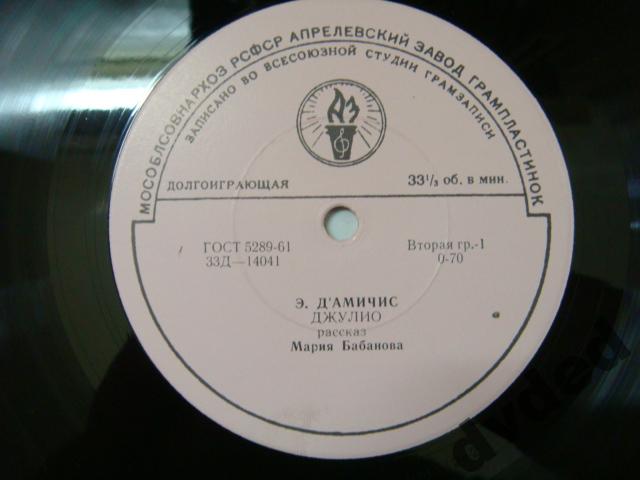 МОСОБЛСОВНАРХОЗ РСФСР АПРЕЛЕВСКИЙ ЗАВОД ГРАМПЛАСТИНОК
ЗАПИСАНО ВО ВСЕСОЮЗНОЙ СТУДИИ ГРАМЗАПИСИ
АЗ
ДОЛГОИГРАЮЩАЯ 33⅓ об. в мин.
ГОСТ 5289-61 Вторая гр.-1
33Д—14041 0-70
Э. Д'АМИЧИС
ДЖУЛИО
рассказ
Мария Бабанова
dvded